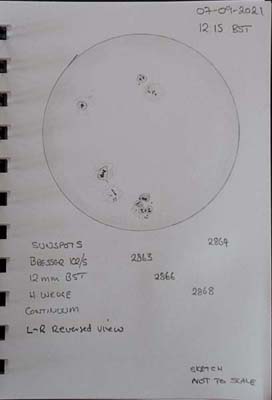 07-09-2021
12 15 BST
SUNSPOTS 2864
BRESSER 102/S 2863
12mm BST 2866
H WEDGE 2868
CONTINUUM
L-R Reversed view
SKETCH
NOT TO SCALE